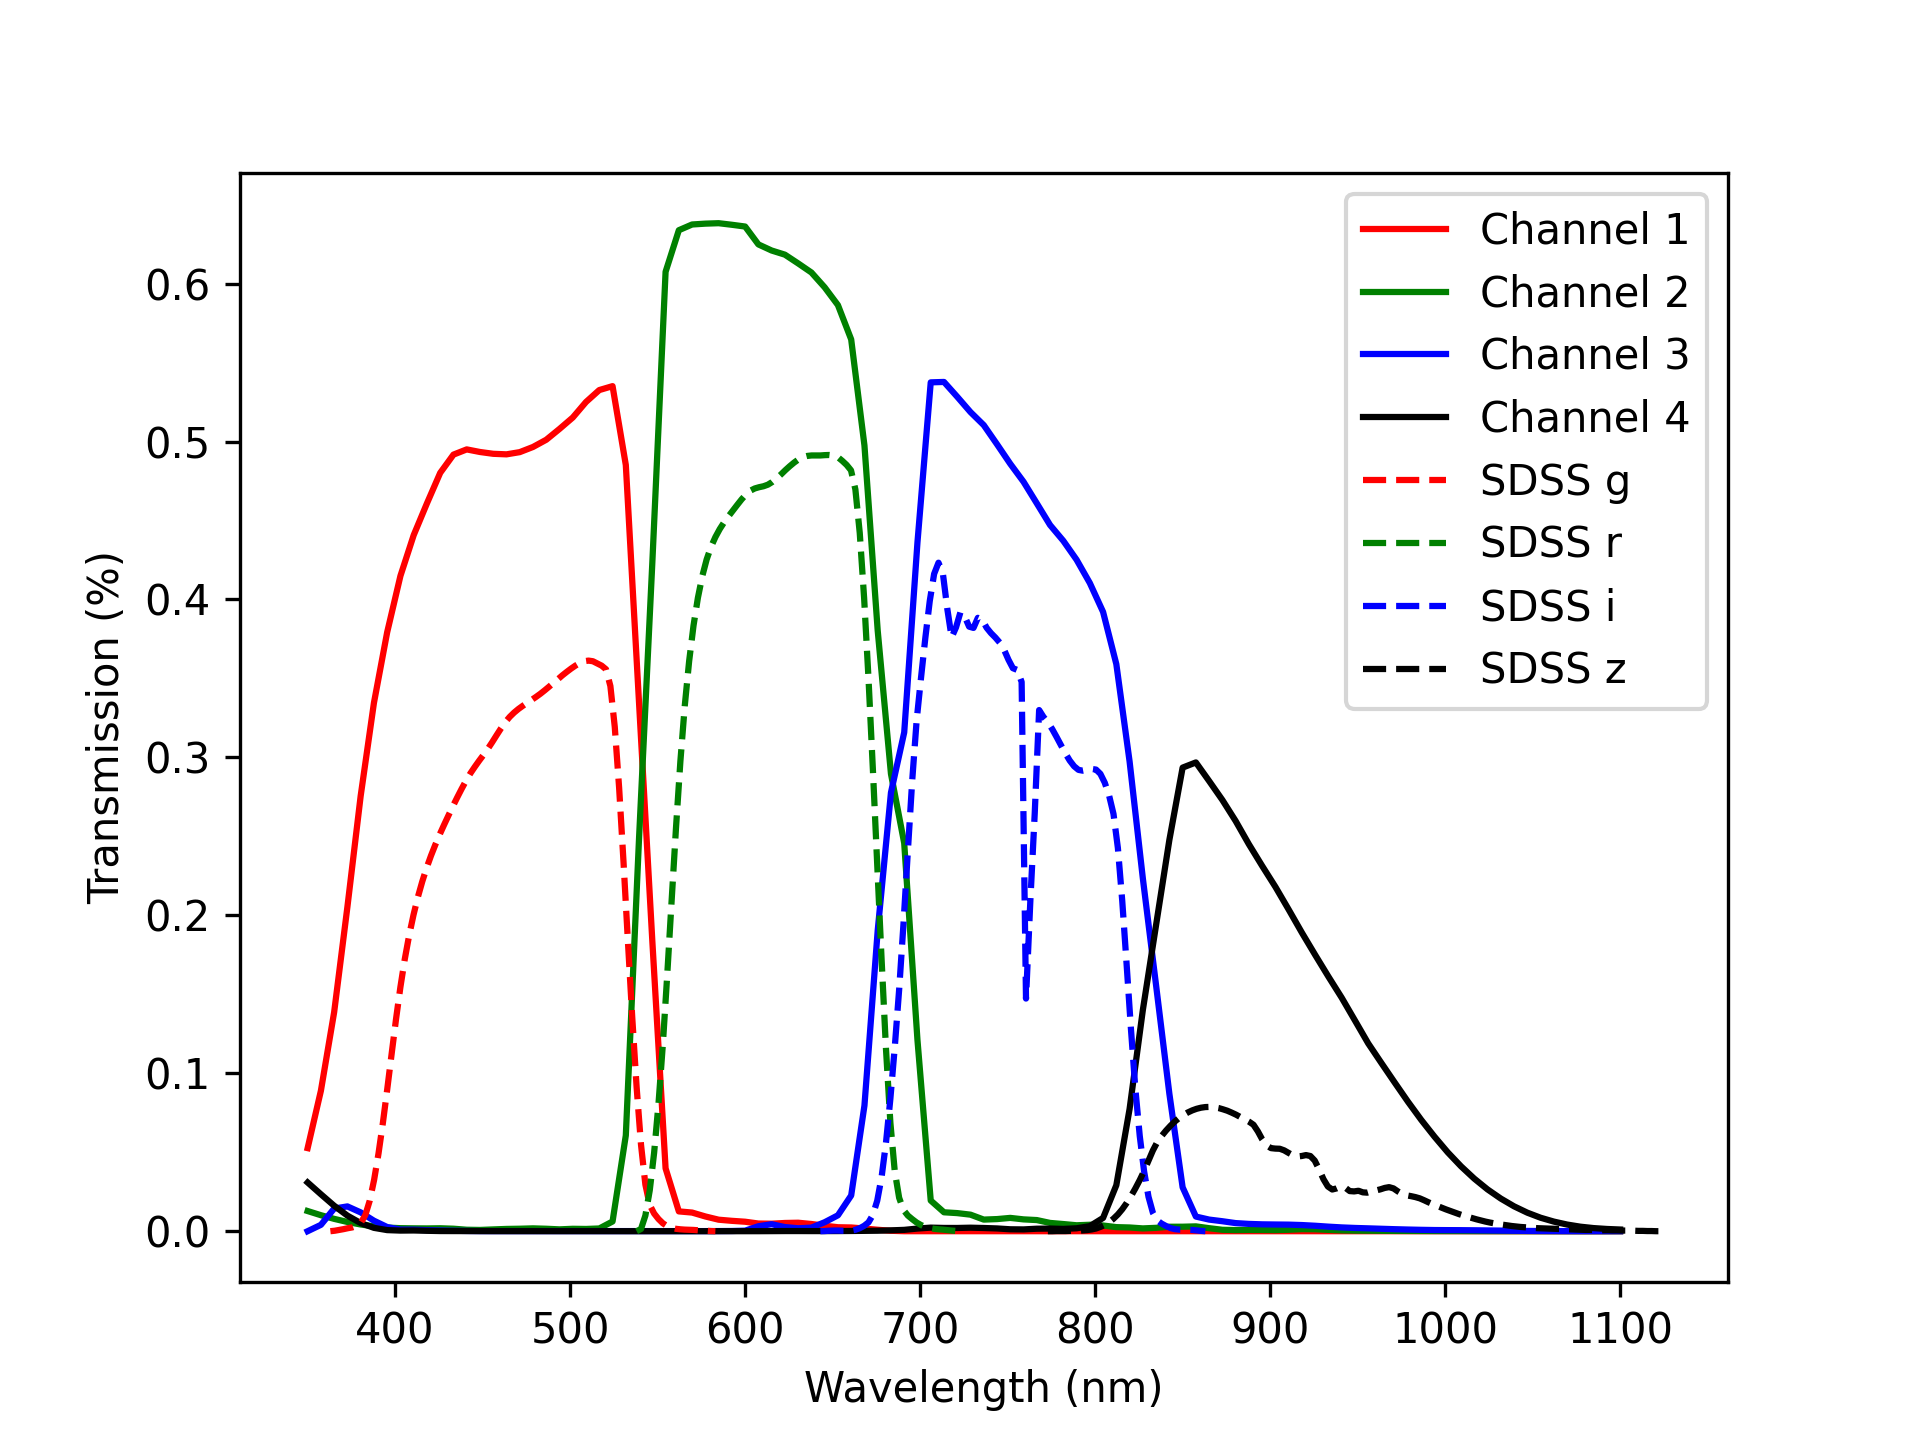 Channel 1
Channel 2
Channel 3
Channel 4
SDSS g
SDSS r
SDSS i
SDSS z
Transmission (%)
0.6
0.5
0.4
0.3
0.2
0.1
0.0
400 500 600 700 800 900 1000 1100
Wavelength (nm)